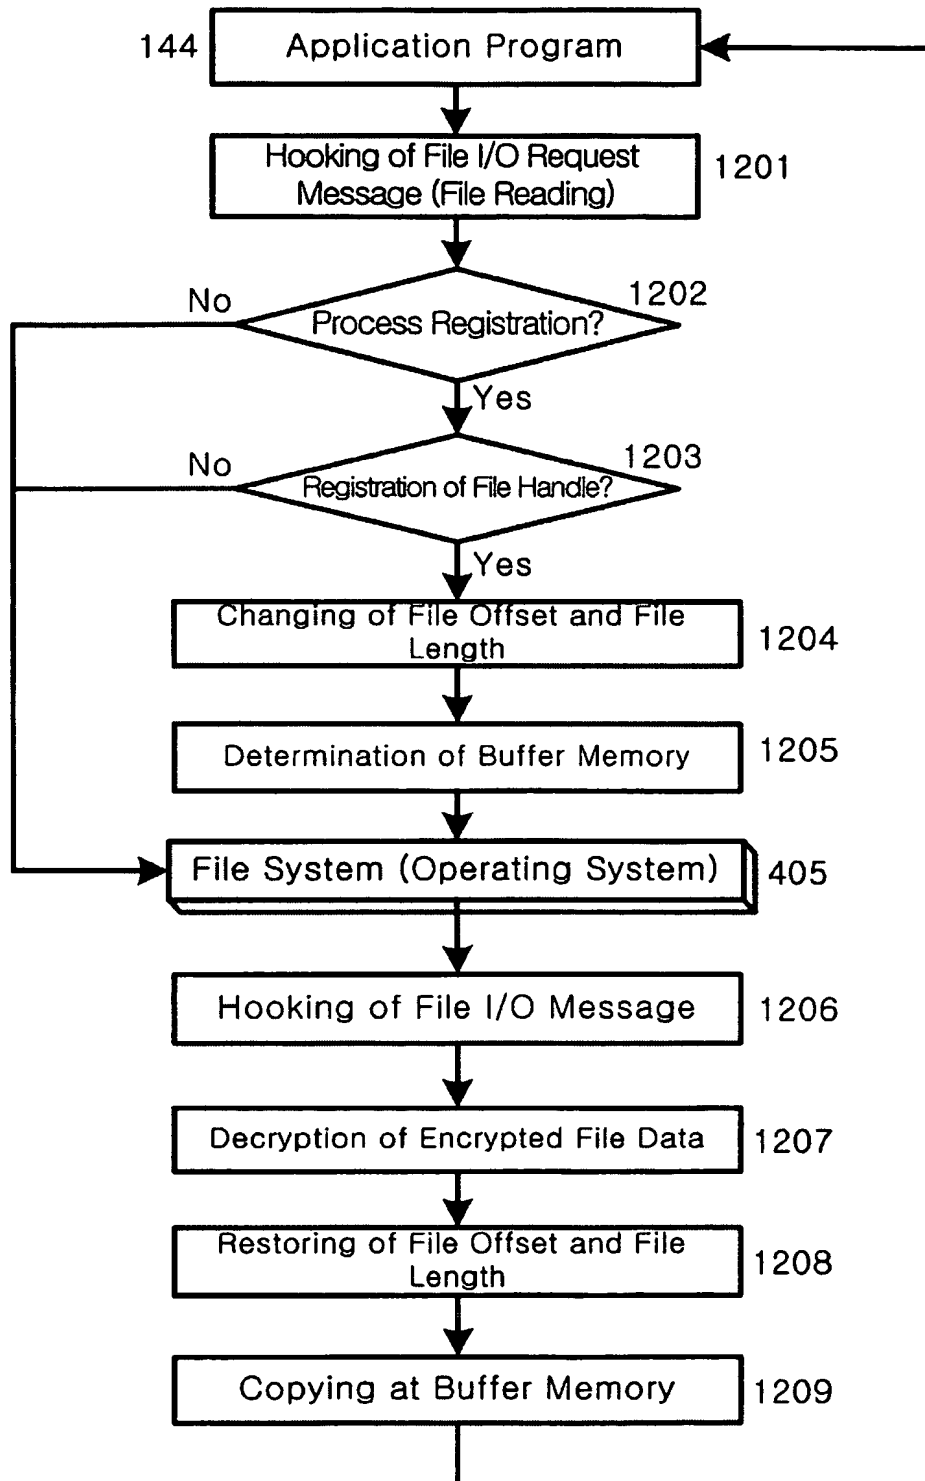 144
Application Program
Hooking of File I/O Request
Message (File Reading)
1201
No
1202
Process Registration?
Yes
No
1203
Registration of File Handle?
Yes
Changing of File Offset and File
Length
1204
Determination of Buffer Memory
1205
File System (Operating System)
405
Hooking of File I/O Message
1206
Decryption of Encrypted File Data
1207
Restoring of File Offset and File
Length
1208
Copying at Buffer Memory
1209